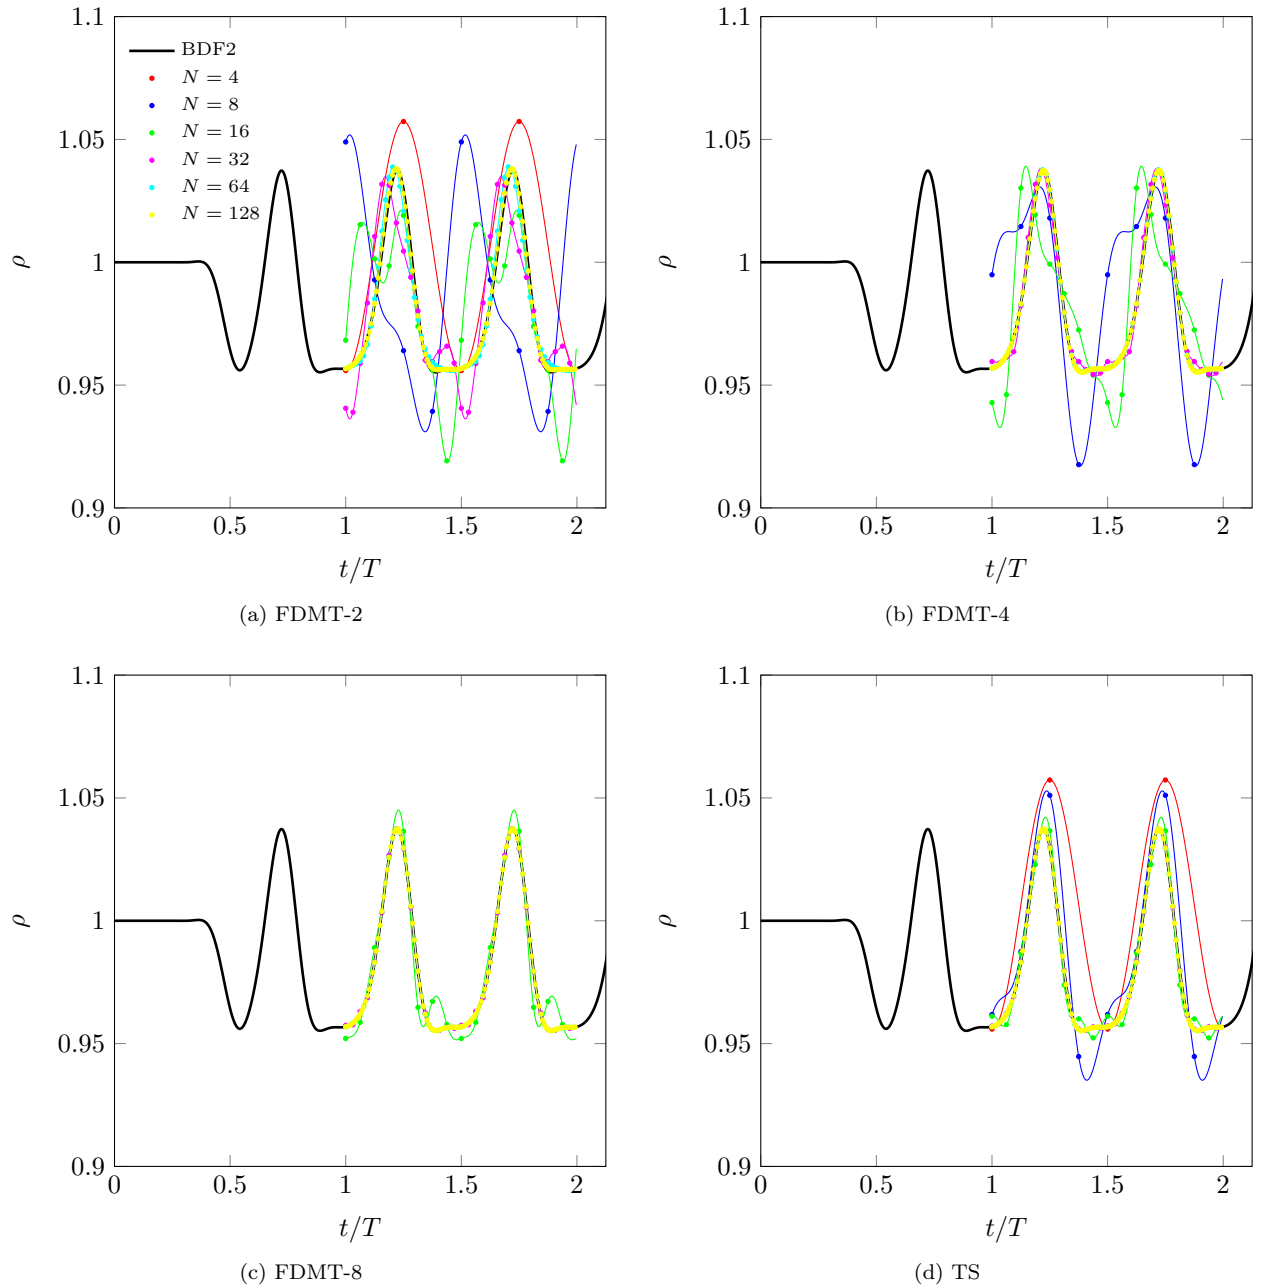 1.1
1.05
1
0.95
0.9
ρ
BDF2
N = 4
N = 8
N = 16
N = 32
N = 64
N = 128
0 0.5 1 1.5 2
t/T
(a) FDMT-2
1.1
1.05
1
0.95
0.9
ρ
0 0.5 1 1.5 2
t/T
(b) FDMT-4
1.1
1.05
1
0.95
0.9
ρ
0 0.5 1 1.5 2
t/T
(c) FDMT-8
1.1
1.05
1
0.95
0.9
ρ
0 0.5 1 1.5 2
t/T
(d) TS